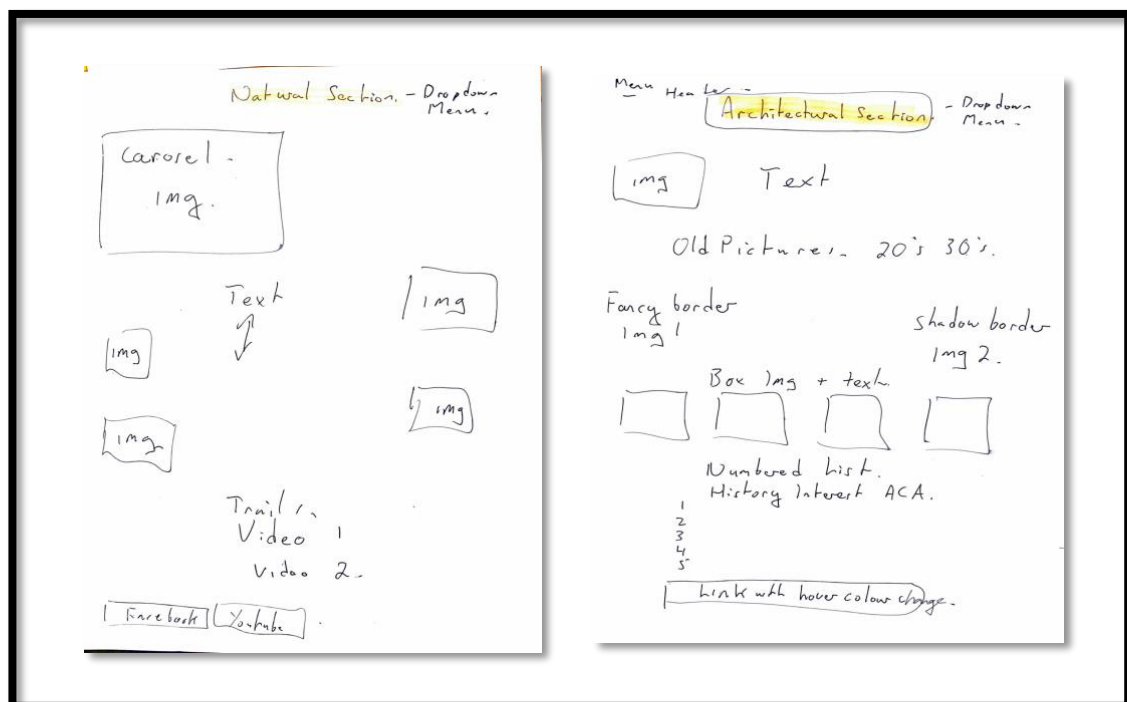 Natural Section. - Dropdown
Menu.
Carosel -
img.
Text
img
img
img
img
Video 1
Video 2.
Facebook
Youtube
Menu Header -
Architectural Section. - Dropdown
Menu -
img
Text
Old Pictures. 20's 30's.
Fancy border
Img 1
Shadow border
Img 2.
Box Img + text
Numbered List.
History Interest ACA.
1
2
3
4
5
Link with hover colour change.